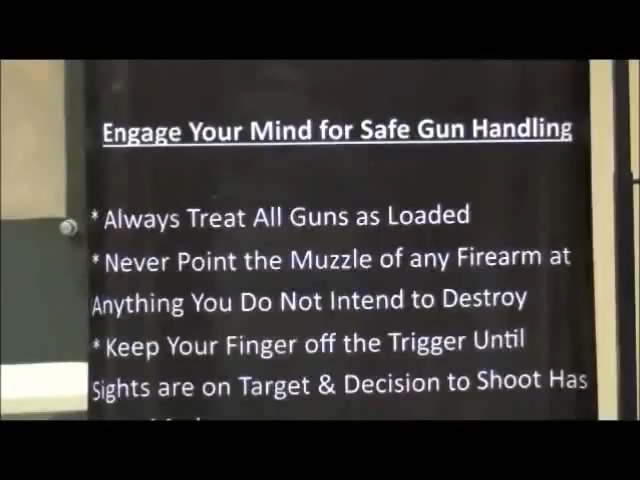 Engage Your Mind for Safe Gun Handling
* Always Treat All Guns as Loaded
* Never Point the Muzzle of any Firearm at
Anything You Do Not Intend to Destroy
* Keep Your Finger off the Trigger Until
Sights are on Target & Decision to Shoot Has